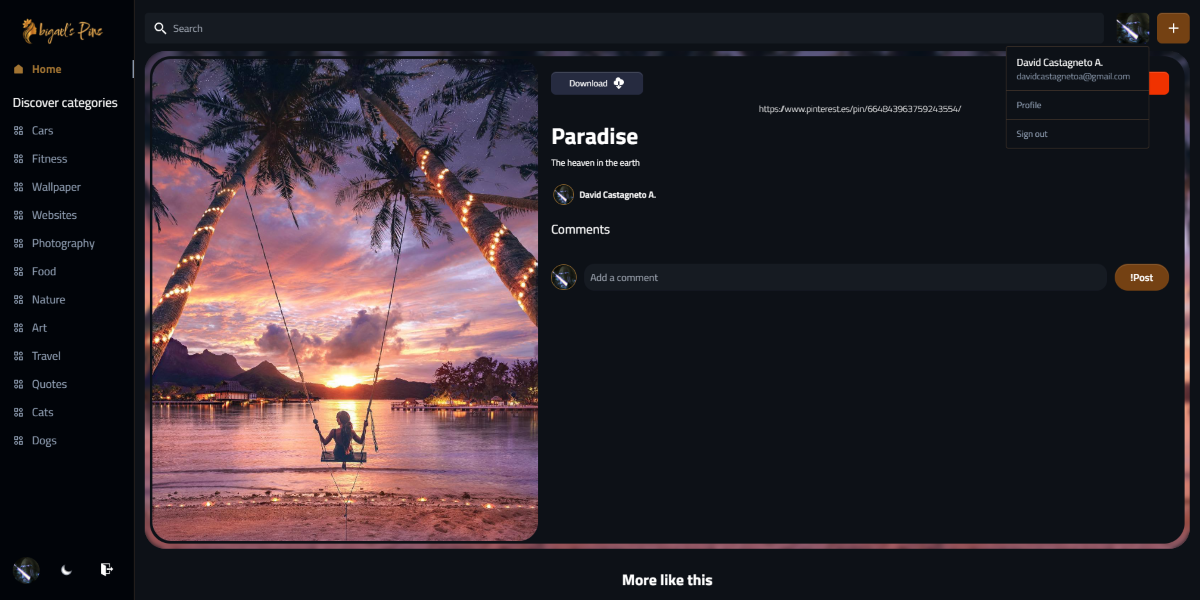 Abigael's Pine
Search
Home
Discover categories
Cars
Fitness
Wallpaper
Websites
Photography
Food
Nature
Art
Travel
Quotes
Cats
Dogs
David Castagneto A.
davidcastagnetoa@gmail.com
Profile
Sign out
Download
https://www.pinterest.es/pin/664843963759243554/
Paradise
The heaven in the earth
David Castagneto A.
Comments
Add a comment
!Post
More like this